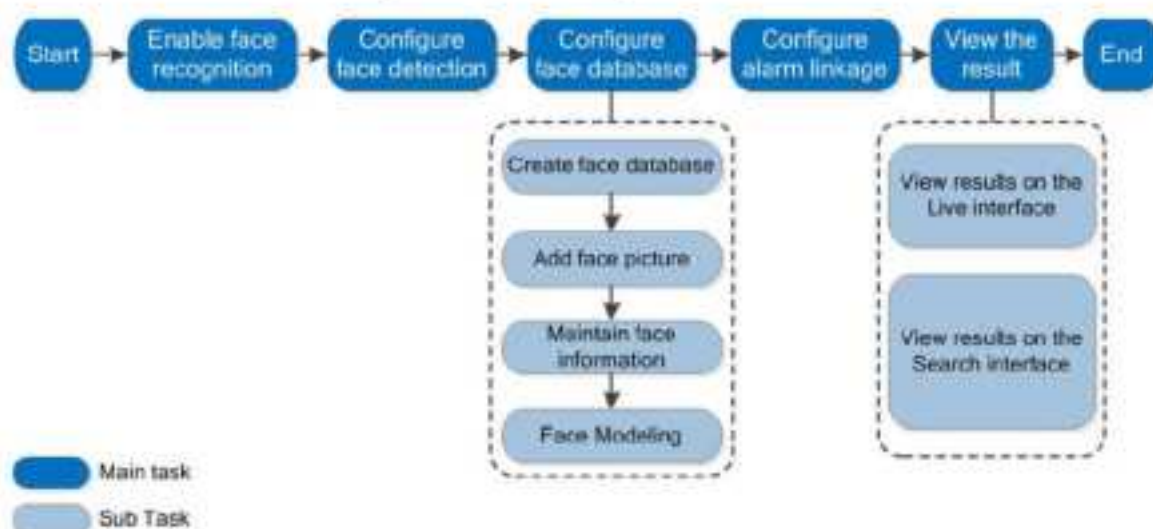 Start
Enable face
recognition
Configure
face detection
Configure
face database
Configure
alarm linkage
View the
result
End
Create face database
Add face picture
Maintain face
information
Face Modeling
View results on the
Live interface
View results on the
Search interface
Main task
Sub Task